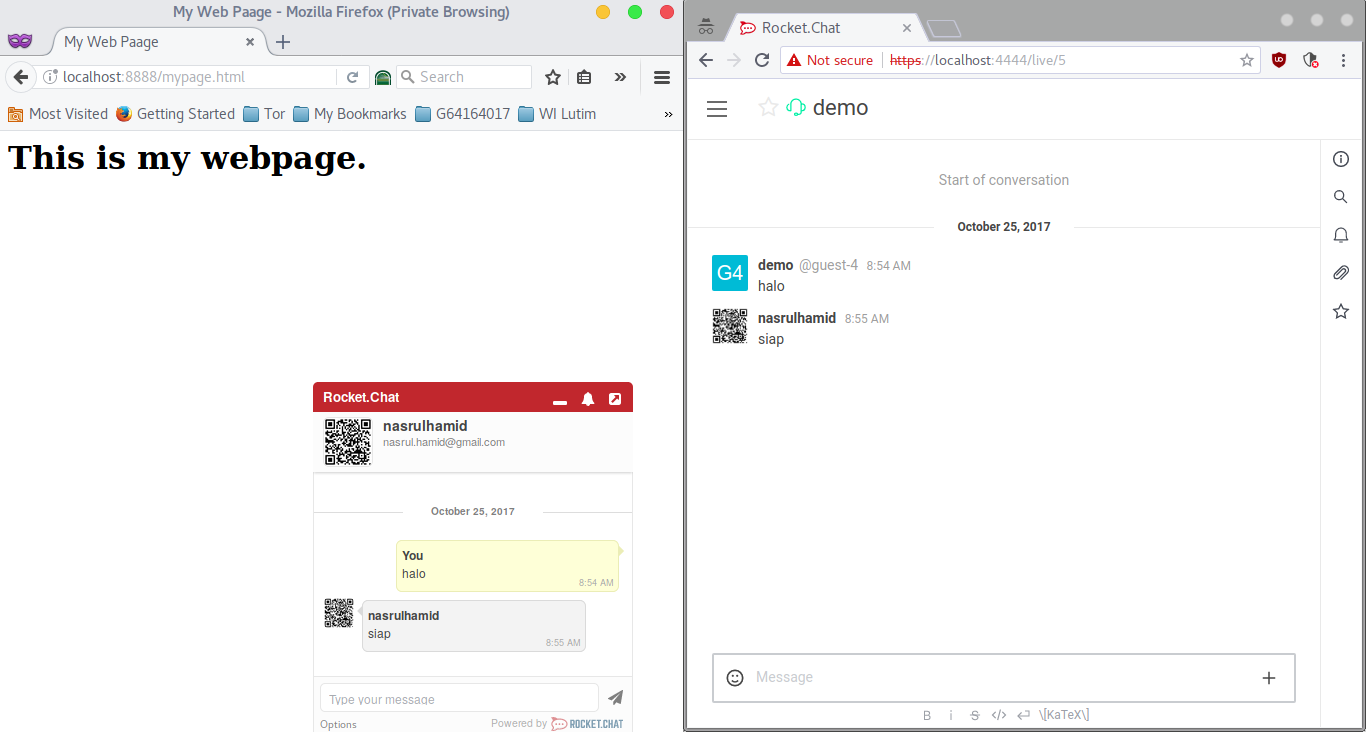 My Web Paage - Mozilla Firefox (Private Browsing)
My Web Paage
localhost:8888/mypage.html
Search
Most Visited Getting Started Tor My Bookmarks G64164017 WI Lutim »
This is my webpage.
Rocket.Chat
nasrulhamid
nasrul.hamid@gmail.com
October 25, 2017
You
halo
8:54 AM
nasrulhamid
siap
8:55 AM
Type your message
Options
Powered by ROCKET.CHAT
Rocket.Chat
Not secure https://localhost:4444/live/5
demo
Start of conversation
October 25, 2017
G4
demo @guest-4 8:54 AM
halo
nasrulhamid 8:55 AM
siap
Message
B i S </> \[KaTeX\]